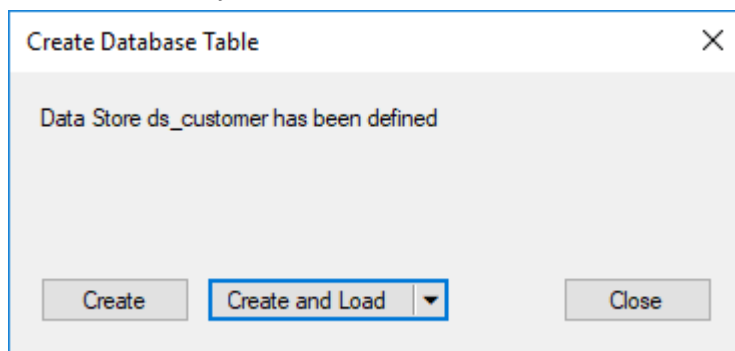 Create Database Table
Data Store ds_customer has been defined
Create Create and Load Close